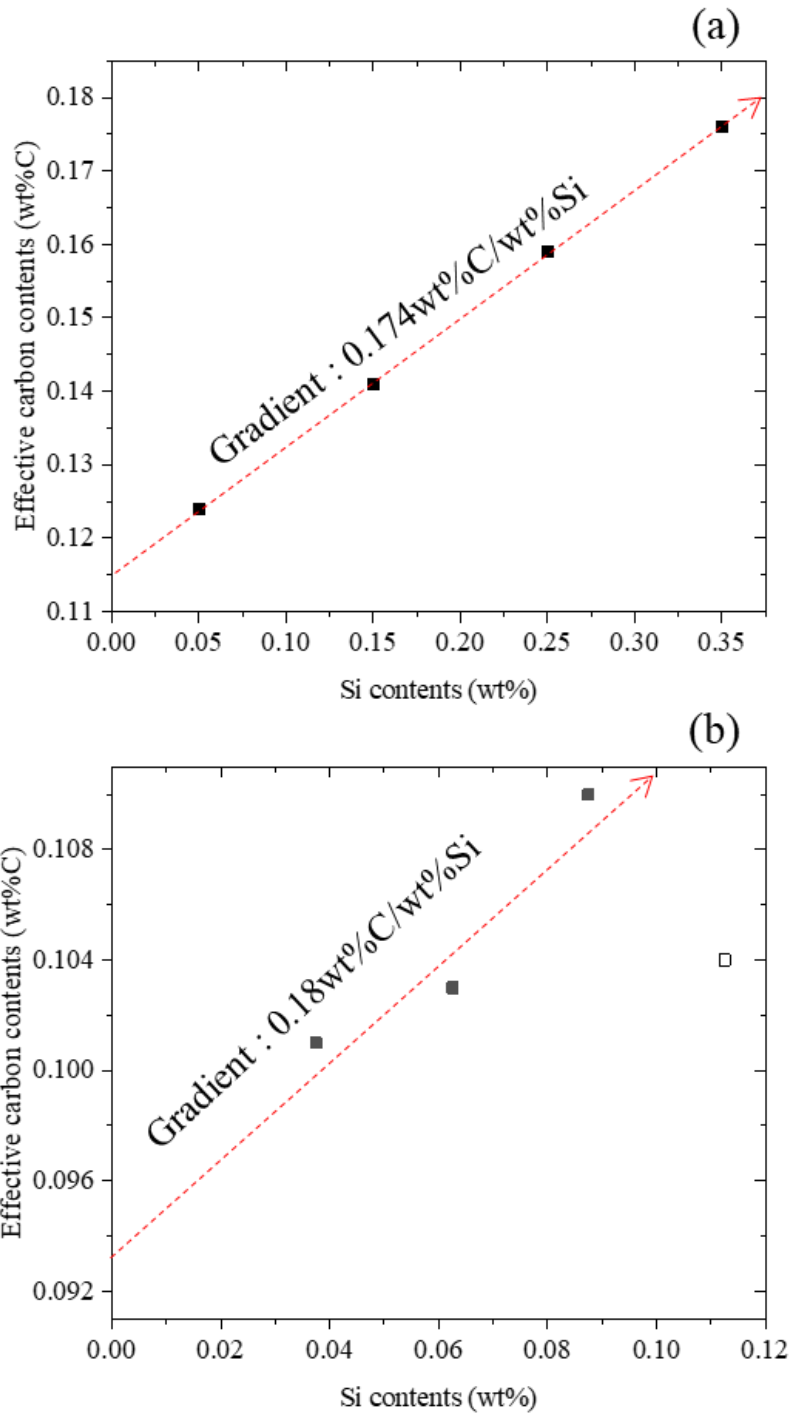 (a)
Effective carbon contents (wt%C)
0.18
0.17
0.16
0.15
0.14
0.13
0.12
0.11
Gradient : 0.174wt%C/wt%Si
0.00 0.05 0.10 0.15 0.20 0.25 0.30 0.35
Si contents (wt%)
(b)
Effective carbon contents (wt%C)
0.108
0.104
0.100
0.096
0.092
Gradient : 0.18wt%C/wt%Si
0.00 0.02 0.04 0.06 0.08 0.10 0.12
Si contents (wt%)